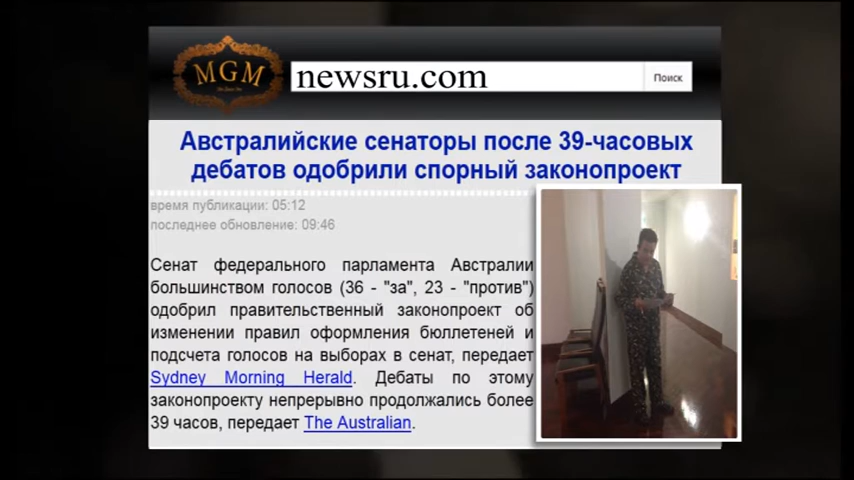 MGM
newsru.com
Поиск
Австралийские сенаторы после 39-часовых
дебатов одобрили спорный законопроект
время публикации: 05:12
последнее обновление: 09:46
Сенат федерального парламента Австралии
большинством голосов (36 - "за", 23 - "против")
одобрил правительственный законопроект об
изменении правил оформления бюллетеней и
подсчета голосов на выборах в сенат, передает
Sydney Morning Herald. Дебаты по этому
законопроекту непрерывно продолжались более
39 часов, передает The Australian.